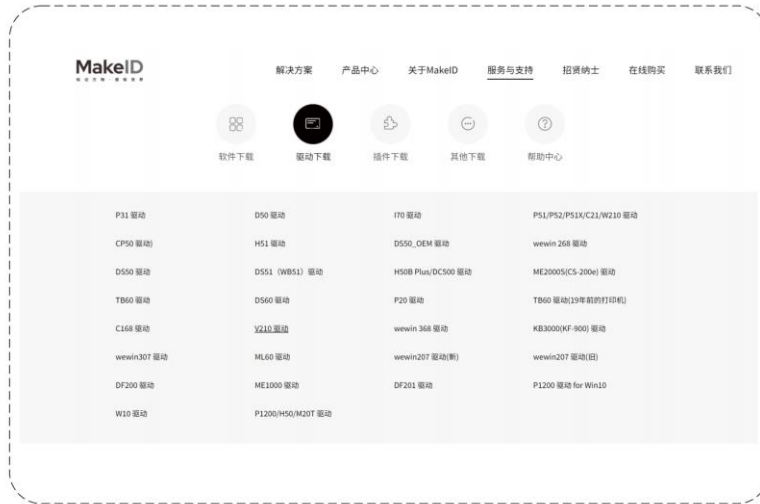 MakeID
解决方案 产品中心 关于MakeID 服务与支持 招贤纳士 在线购买 联系我们
软件下载 驱动下载 插件下载 其他下载 帮助中心
P31 驱动 D50 驱动 I70 驱动 P51/P52/P51X/C21/W210 驱动
CP50 驱动) H51 驱动 DS50_OEM 驱动 wewin 268 驱动
DS50 驱动 DS51（WB51）驱动 H50B Plus/DC500 驱动 ME2000S(CS-200e) 驱动
TB60 驱动 DS60 驱动 P20 驱动 TB60 驱动(19年前的打印机)
C168 驱动 V210 驱动 wewin 368 驱动 KB3000(KF-900) 驱动
wewin307 驱动 ML60 驱动 wewin207 驱动(新) wewin207 驱动(旧)
DF200 驱动 ME1000 驱动 DF201 驱动 P1200 驱动 for Win10
W10 驱动 P1200/H50/M20T 驱动